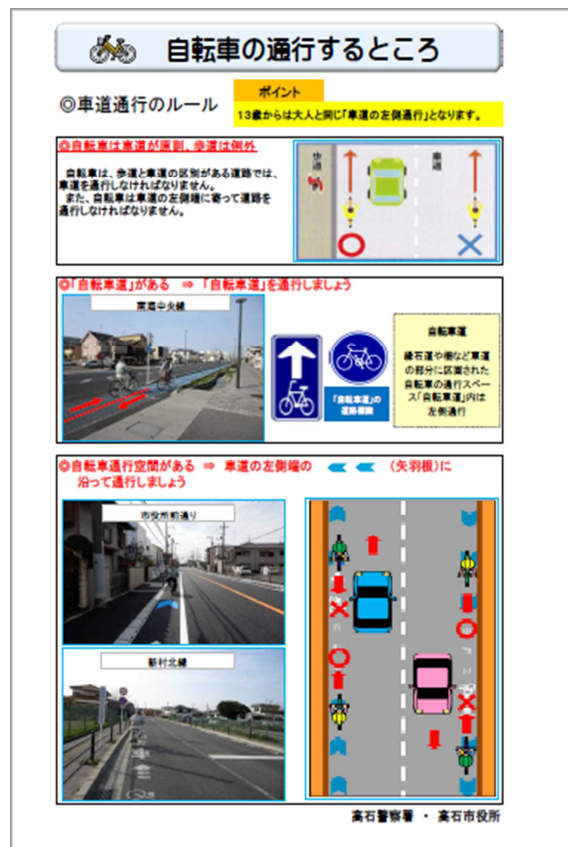 自転車の通行するところ
◎車道通行のルール
ポイント
13歳からは大人と同じ「車道の左側通行」となります。
◎自転車は車道が原則、歩道は例外
自転車は、歩道と車道の区別がある道路では、
車道を通行しなければなりません。
また、自転車は車道の左側端に寄って道路を
通行しなければなりません。
歩道
車道
◎「自転車道」がある ⇒ 「自転車道」を通行しましょう
南海中央線
「自転車道」の
道路標識
自転車道
縁石道や柵など車道
の部分に区画された
自転車の通行スペー
ス「自転車道」内は
左側通行
◎自転車通行空間がある ⇒ 車道の左側端の (矢羽根)に
沿って通行しましょう
市役所前通り
新村北線
高石警察署 ・ 高石市役所